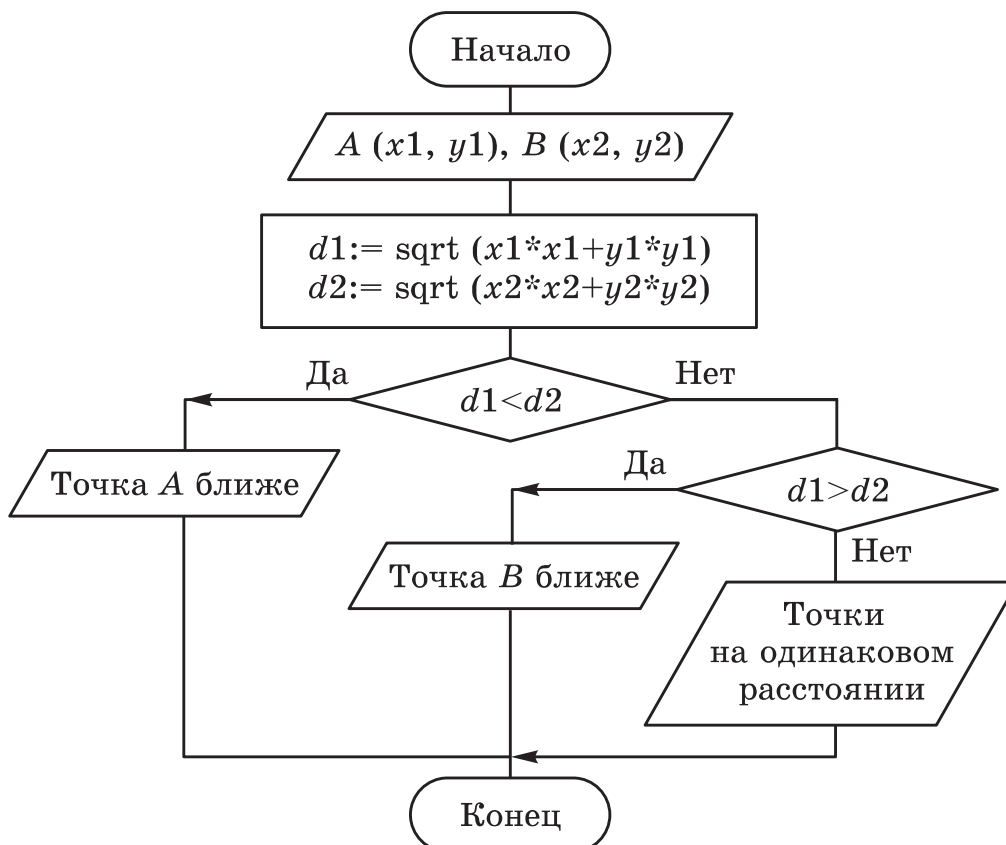 Начало
A (x1, y1), B (x2, y2)
d1:= sqrt (x1*x1+y1*y1)
d2:= sqrt (x2*x2+y2*y2)
Да
d1<d2
Нет
Точка A ближе
Да
d1>d2
Нет
Точка B ближе
Точки
на одинаковом
расстоянии
Конец